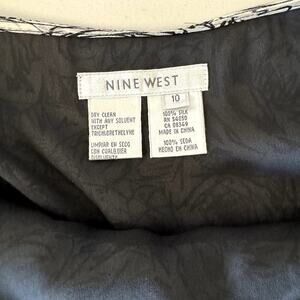 NINE WEST
10
DRY CLEAN
WITH ANY SOLVENT
EXCEPT
TRICHLORETHELYNE
LIMPIAR EN SECO
CON CUALQUIER
DISOLVENTE
100% SILK
RN 54050
CA 08349
MADE IN CHINA
100% SEDA
HECHO EN CHINA